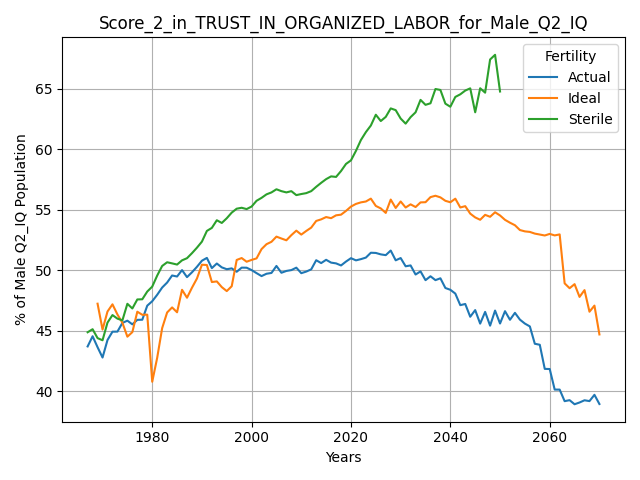 Score_2_in_TRUST_IN_ORGANIZED_LABOR_for_Male_Q2_IQ
% of Male Q2_IQ Population
65
60
55
50
45
40
Fertility
Actual
Ideal
Sterile
1980 2000 2020 2040 2060
Years